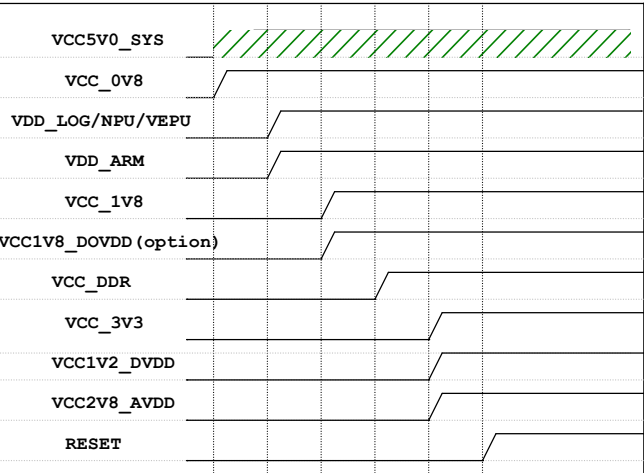 VCC5V0_SYS
VCC_0V8
VDD_LOG/NPU/VEPU
VDD_ARM
VCC_1V8
VCC1V8_DOVDD(option)
VCC_DDR
VCC_3V3
VCC1V2_DVDD
VCC2V8_AVDD
RESET